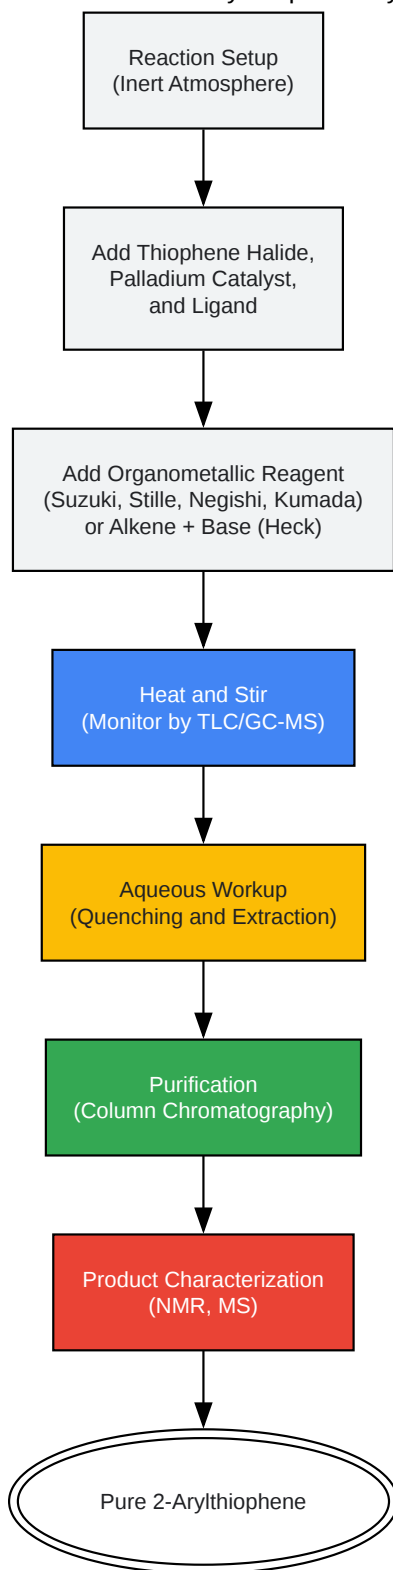 Reaction Setup
(Inert Atmosphere)
Add Thiophene Halide,
Palladium Catalyst,
and Ligand
Add Organometallic Reagent
(Suzuki, Stille, Negishi, Kumada)
or Alkene + Base (Heck)
Heat and Stir
(Monitor by TLC/GC-MS)
Aqueous Workup
(Quenching and Extraction)
Purification
(Column Chromatography)
Product Characterization
(NMR, MS)
Pure 2-Arylthiophene